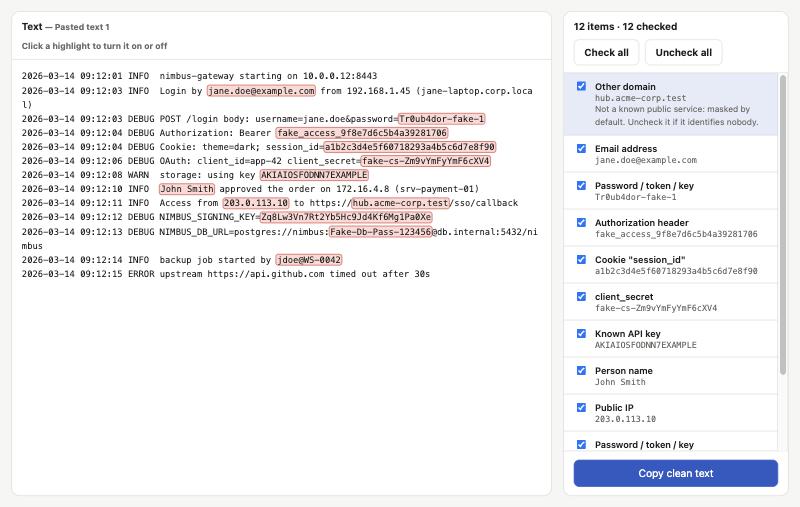 Text — Pasted text 1
Click a highlight to turn it on or off
2026-03-14 09:12:01 INFO  nimbus-gateway starting on 10.0.0.12:8443
2026-03-14 09:12:03 INFO  Login by jane.doe@example.com from 192.168.1.45 (jane-laptop.corp.loca
l)
2026-03-14 09:12:03 DEBUG POST /login body: username=jane.doe&password=Tr0ub4dor-fake-1
2026-03-14 09:12:04 DEBUG Authorization: Bearer fake_access_9f8e7d6c5b4a39281706
2026-03-14 09:12:04 DEBUG Cookie: theme=dark; session_id=a1b2c3d4e5f60718293a4b5c6d7e8f90
2026-03-14 09:12:06 DEBUG OAuth: client_id=app-42 client_secret=fake-cs-Zm9vYmFyYmF6cXV4
2026-03-14 09:12:08 WARN  storage: using key AKIAIOSFODNN7EXAMPLE
2026-03-14 09:12:10 INFO  John Smith approved the order on 172.16.4.8 (srv-payment-01)
2026-03-14 09:12:11 INFO  Access from 203.0.113.10 to https://hub.acme-corp.test/sso/callback
2026-03-14 09:12:12 DEBUG NIMBUS_SIGNING_KEY=Zq8Lw3Vn7Rt2Yb5Hc9Jd4Kf6Mg1Pa0Xe
2026-03-14 09:12:13 DEBUG NIMBUS_DB_URL=postgres://nimbus:Fake-Db-Pass-123456@db.internal:5432/ni
mbus
2026-03-14 09:12:14 INFO  backup job started by jdoe@WS-0042
2026-03-14 09:12:15 ERROR upstream https://api.github.com timed out after 30s
12 items · 12 checked
Check all
Uncheck all
Other domain
hub.acme-corp.test
Not a known public service: masked by
default. Uncheck it if it identifies nobody.
Email address
jane.doe@example.com
Password / token / key
Tr0ub4dor-fake-1
Authorization header
fake_access_9f8e7d6c5b4a39281706
Cookie "session_id"
a1b2c3d4e5f60718293a4b5c6d7e8f90
client_secret
fake-cs-Zm9vYmFyYmF6cXV4
Known API key
AKIAIOSFODNN7EXAMPLE
Person name
John Smith
Public IP
203.0.113.10
Password / token / key
Copy clean text